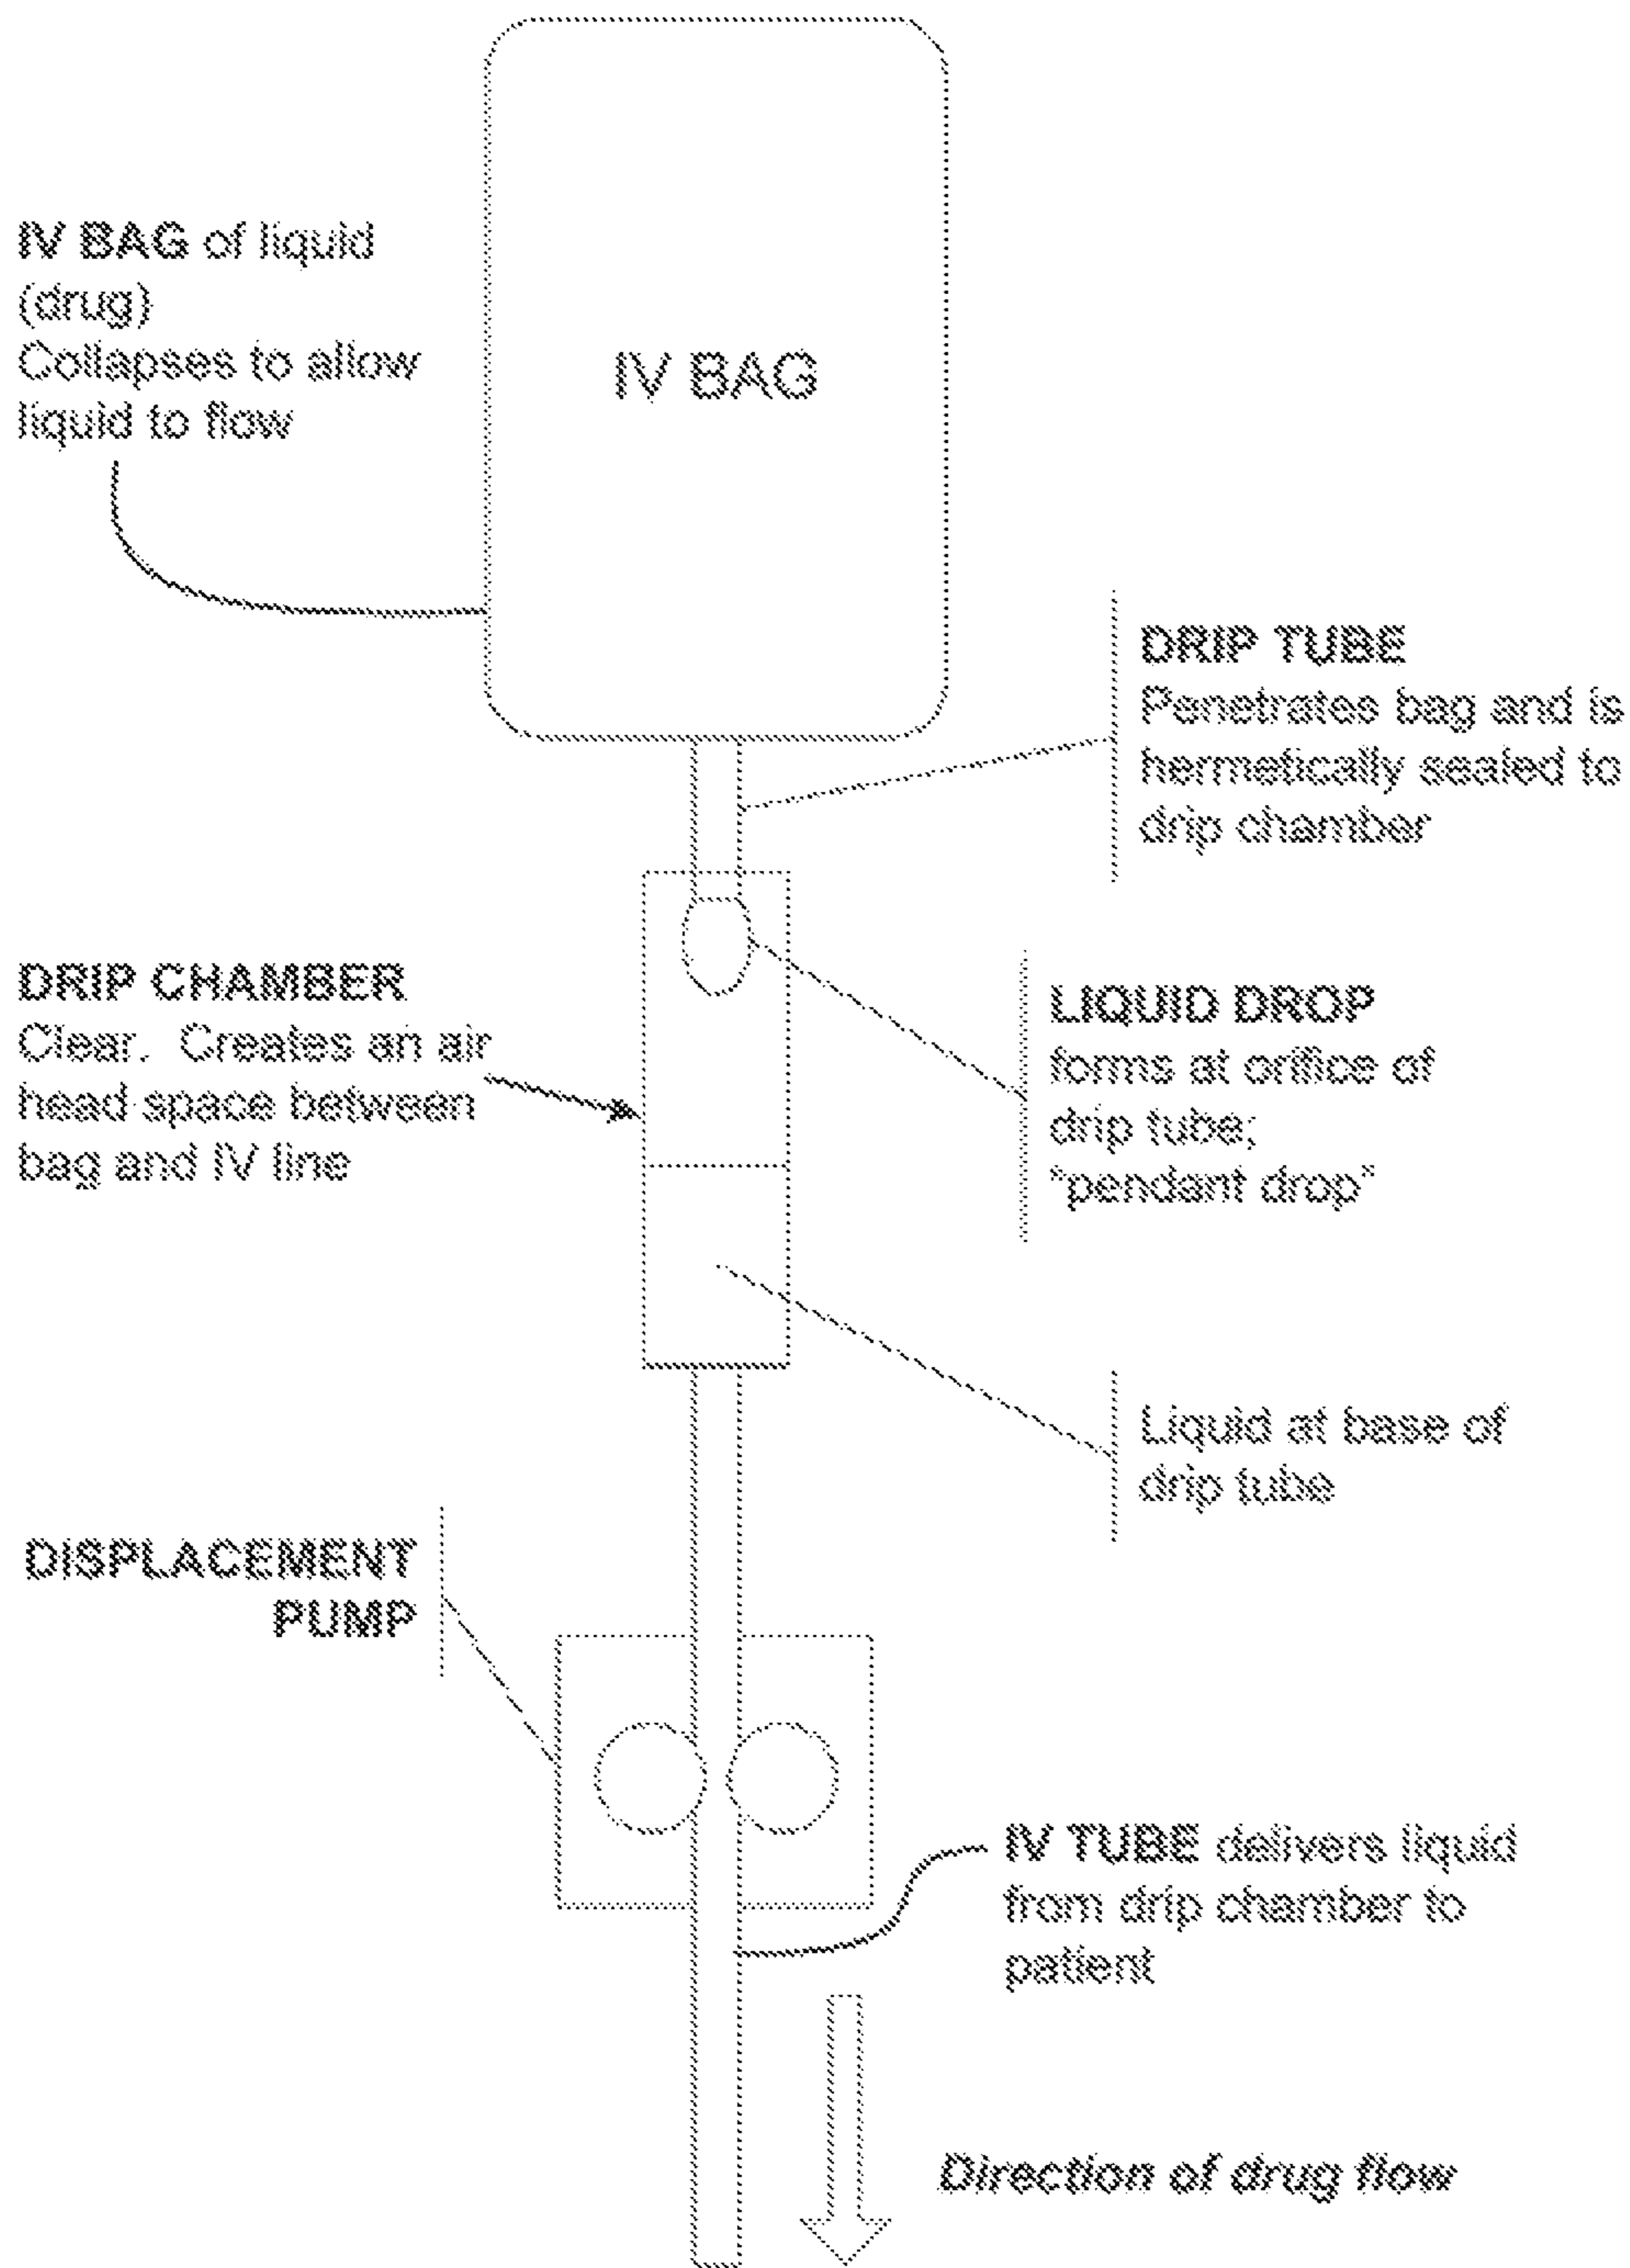 IV BAG of liquid
(drug)
Collapses to allow
liquid to flow
IV BAG
DRIP TUBE
Penetrates bag and is
hermetically sealed to
drip chamber
DRIP CHAMBER
Clear.  Creates an air
head space between
bag and IV line
LIQUID DROP
forms at orifice of
drip tube;
"pendant drop"
Liquid at base of
drip tube
DISPLACEMENT
PUMP
IV TUBE delivers liquid
from drip chamber to
patient
Direction of drug flow